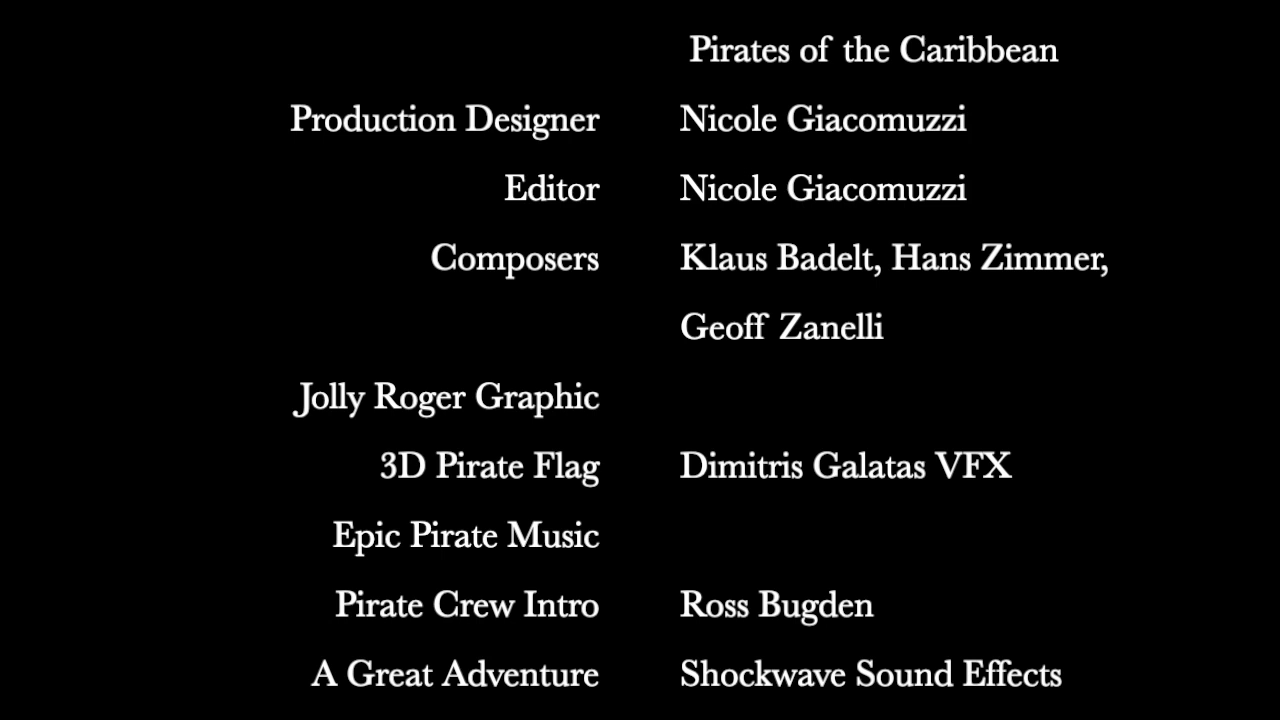 Pirates of the Caribbean
Production Designer Nicole Giacomuzzi
Editor Nicole Giacomuzzi
Composers Klaus Badelt, Hans Zimmer,
Geoff Zanelli
Jolly Roger Graphic
3D Pirate Flag Dimitris Galatas VFX
Epic Pirate Music
Pirate Crew Intro Ross Bugden
A Great Adventure Shockwave Sound Effects